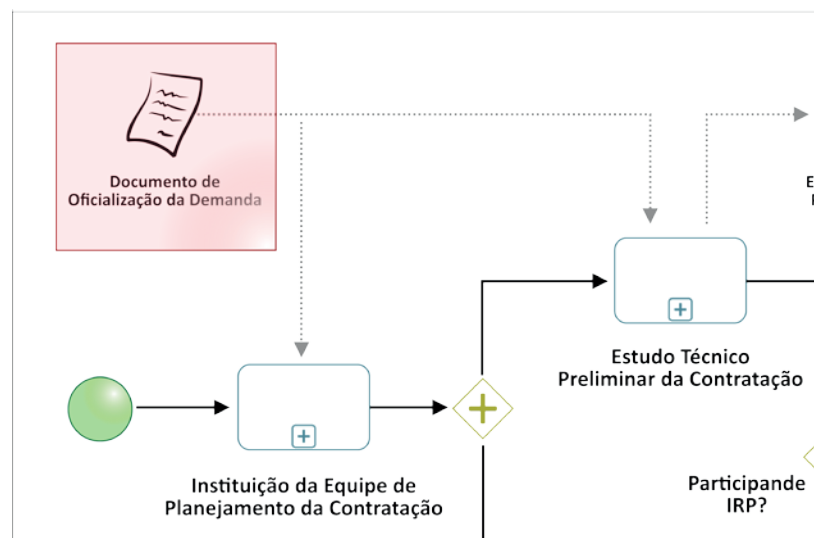 Documento de
Oficialização da Demanda
E
Estudo Técnico
Preliminar da Contratação
Instituição da Equipe de
Planejamento da Contratação
Participande
IRP?